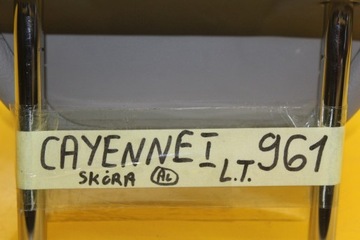 CAYENNE I L.T. 961
SKÓRA AL